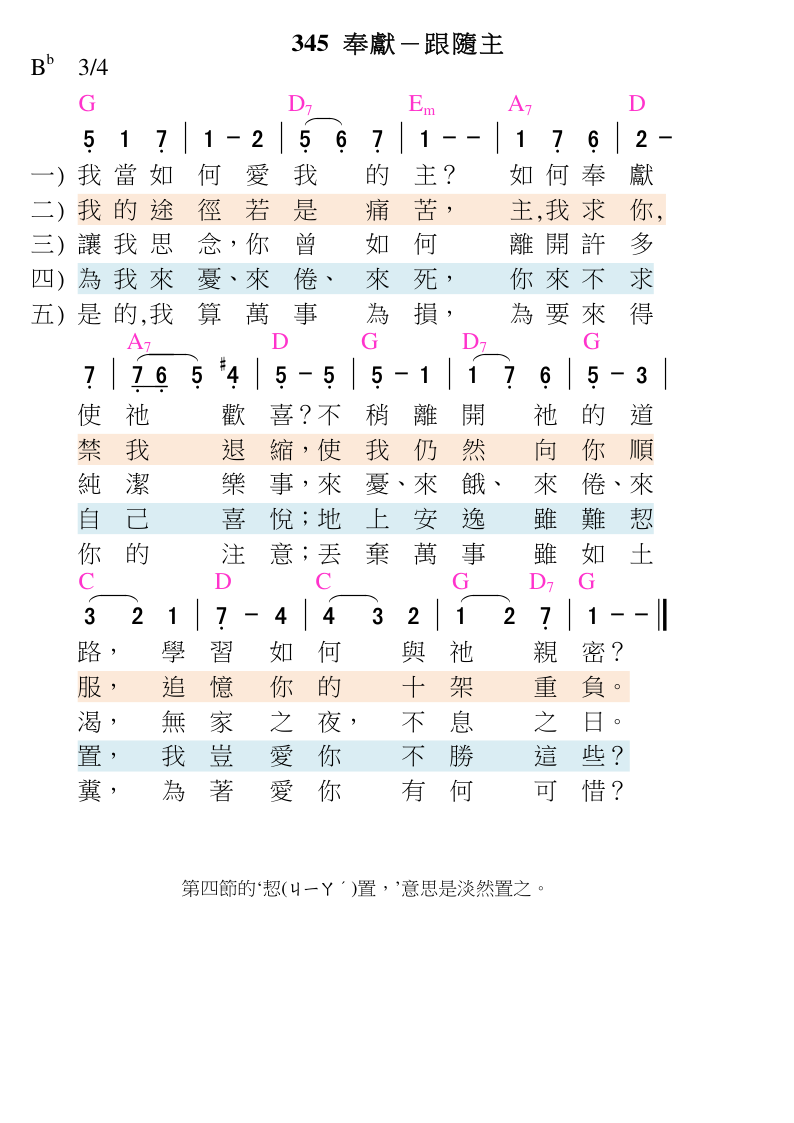 345 奉獻－跟隨主
Bb 3/4
G D7 Em A7 D
5̣ 1 7̣ | 1 - 2 | 5̣ 6̣ 7̣ | 1 - - | 1 7̣ 6̣ | 2 -
一) 我當如 何 愛 我 的 主？ 如何奉 獻
二) 我的途 徑 若 是 痛 苦， 主,我求 你,
三) 讓我思 念，你 曾 如 何 離開許 多
四) 為我來 憂、來 倦、 來 死， 你來不 求
五) 是的,我 算 萬 事 為 損， 為要來 得
A7 D G D7 G
7̣ | 7̣ 6̣ 5̣ #4̣ | 5̣ - 5̣ | 5̣ - 1 | 1 7̣ 6̣ | 5̣ - 3 |
使 祂 歡 喜？不 稍 離 開 祂 的 道
禁 我 退 縮，使 我 仍 然 向 你 順
純 潔 樂 事，來 憂、來 餓、 來 倦、來
自 己 喜 悅；地 上 安 逸 雖 難 恝
你 的 注 意；丟 棄 萬 事 雖 如 土
C D C G D7 G
3 2 1 | 7̣ - 4 | 4 3 2 | 1 2 7̣ | 1 - - ‖
路， 學 習 如 何 與 祂 親 密？
服， 追 憶 你 的 十 架 重 負。
渴， 無 家 之 夜， 不 息 之 日。
置， 我 豈 愛 你 不 勝 這 些？
糞， 為 著 愛 你 有 何 可 惜？
第四節的‘恝(ㄐㄧㄚˊ)置，’意思是淡然置之。